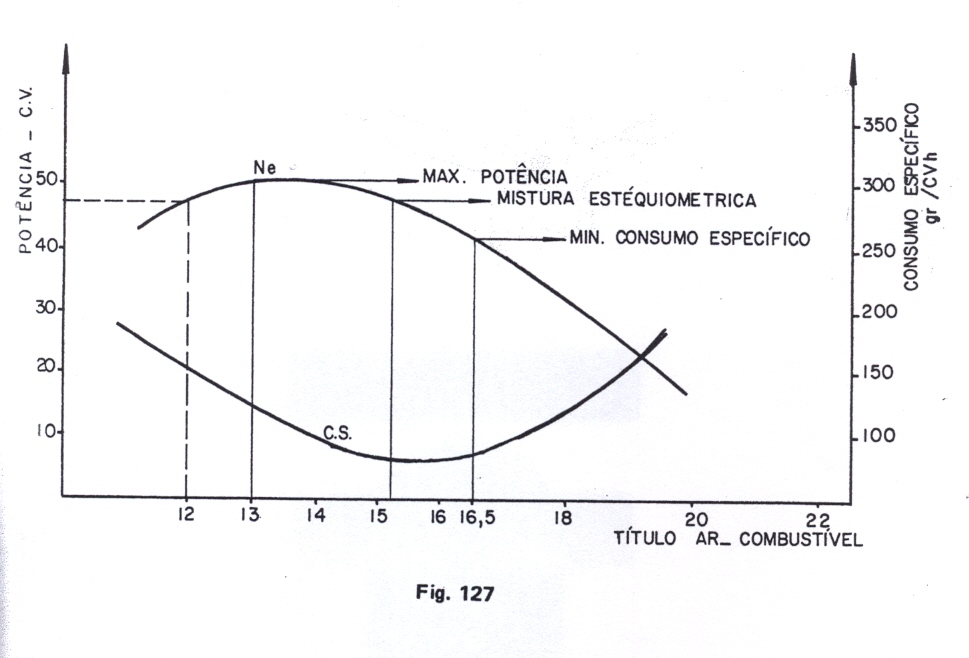 POTÊNCIA _ C.V.
50
40
30
20
10
Ne
MAX. POTÊNCIA
MISTURA ESTÉQUIOMETRICA
MIN. CONSUMO ESPECÍFICO
C.S.
350
300
250
200
150
100
CONSUMO ESPECÍFICO
gr /CVh
12 13 14 15 16 16,5 18 20 22
TÍTULO AR_ COMBUSTÍVEL
Fig. 127